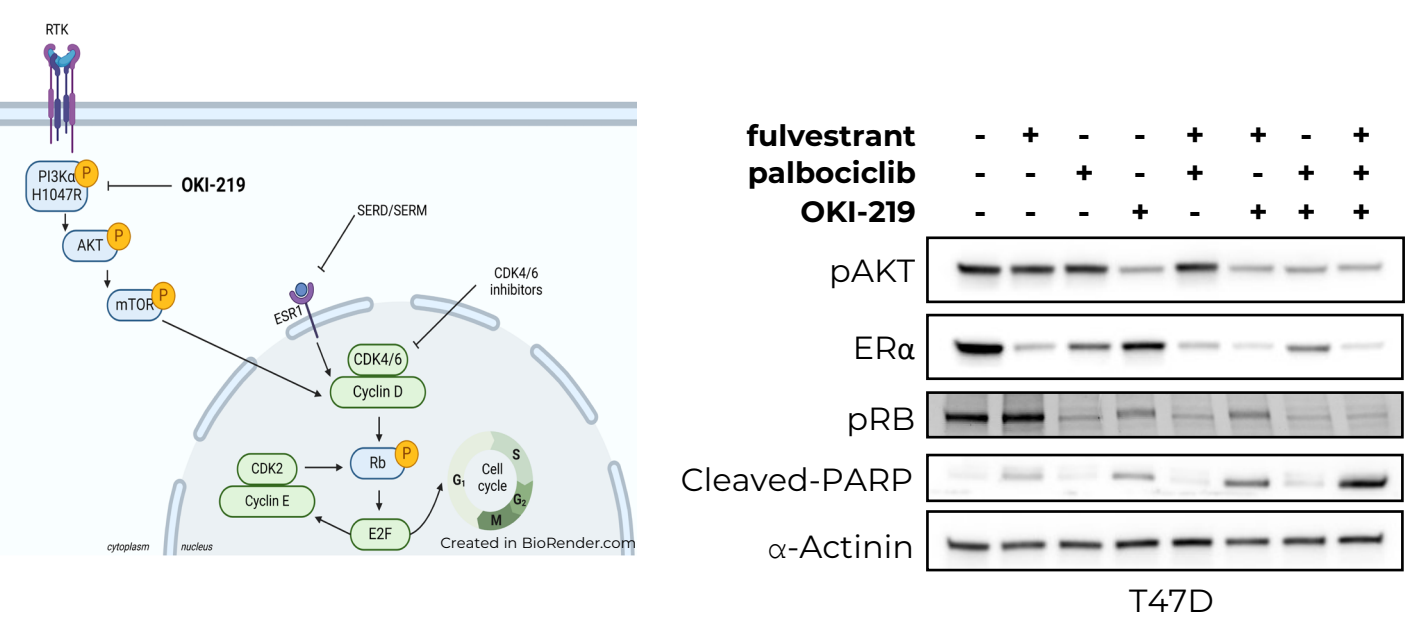 RTK
PI3Kα
H1047R
P
OKI-219
AKT
P
mTOR
P
SERD/SERM
ESR1
CDK4/6
inhibitors
CDK4/6
Cyclin D
Rb
P
CDK2
Cyclin E
E2F
Cell
cycle
G1
S
G2
M
cytoplasm
nucleus
Created in BioRender.com
fulvestrant - + - - + + - +
palbociclib - - + - + - + +
OKI-219 - - - + - + + +
pAKT
ERα
pRB
Cleaved-PARP
α-Actinin
T47D